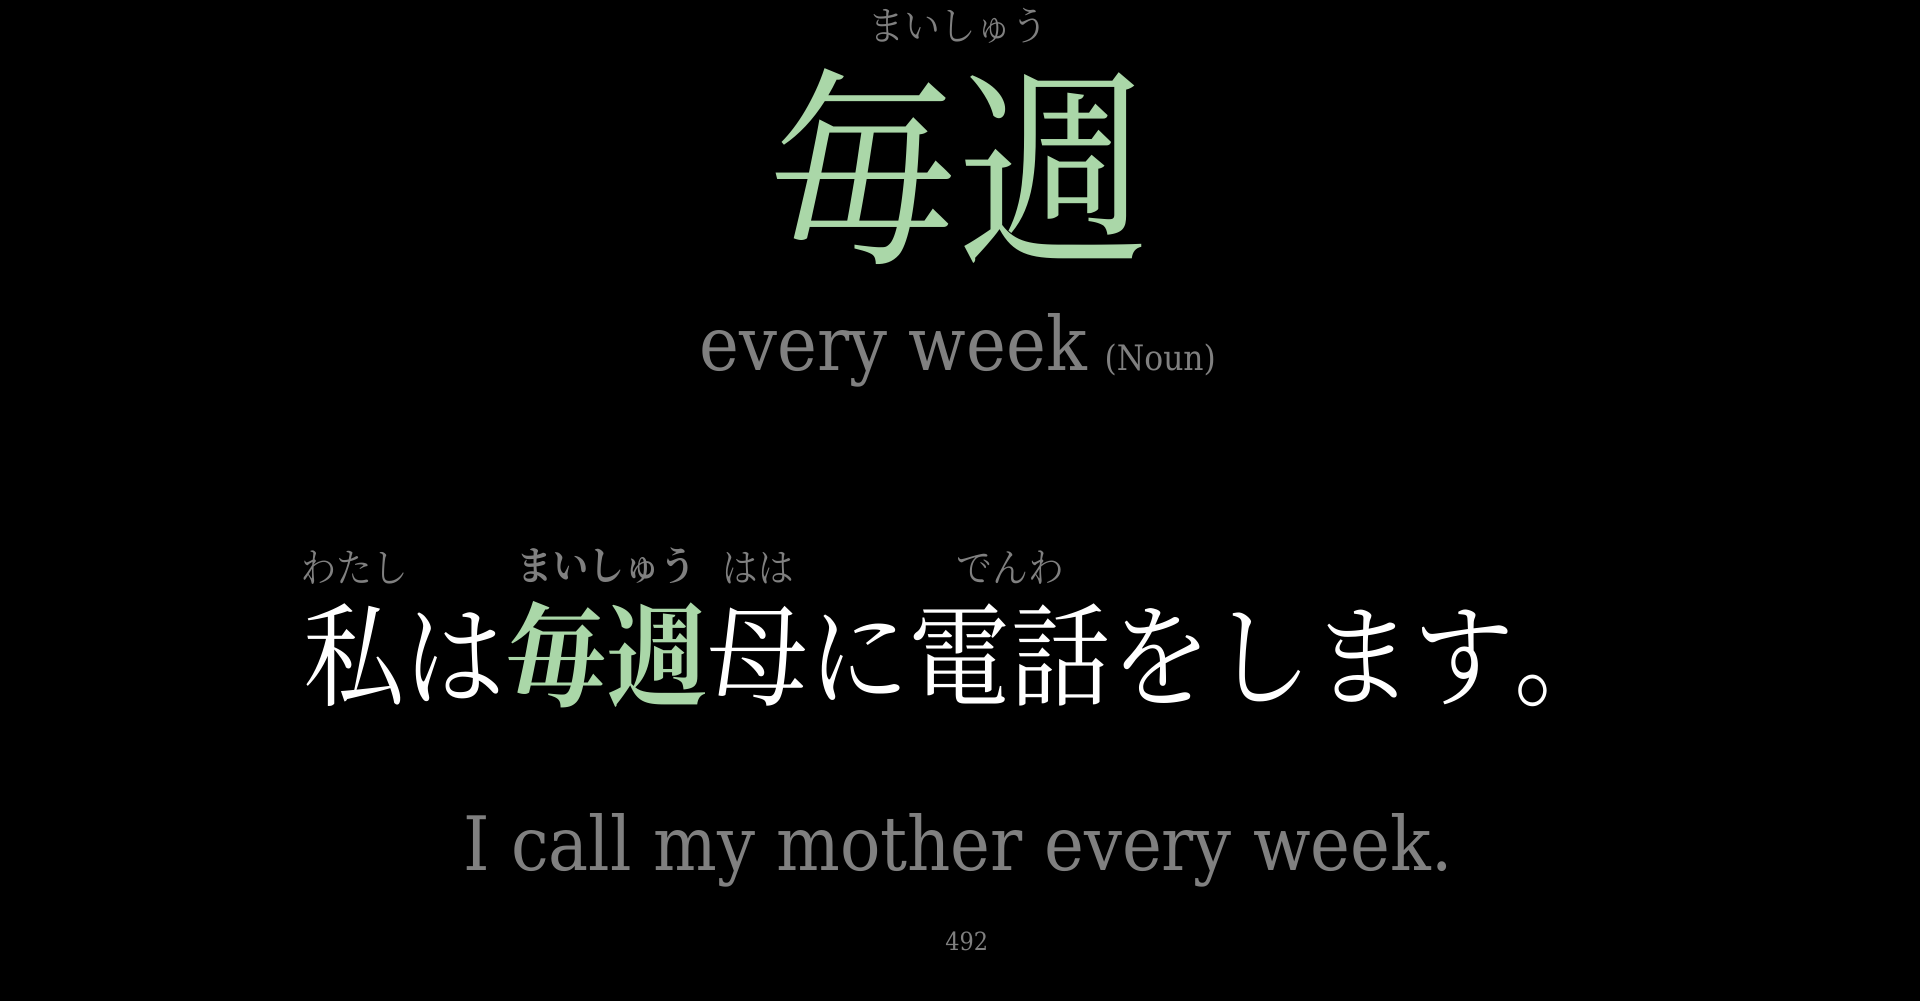 まいしゅう
毎週
every week (Noun)
わたし まいしゅう はは でんわ
私は毎週母に電話をします。
I call my mother every week.
492